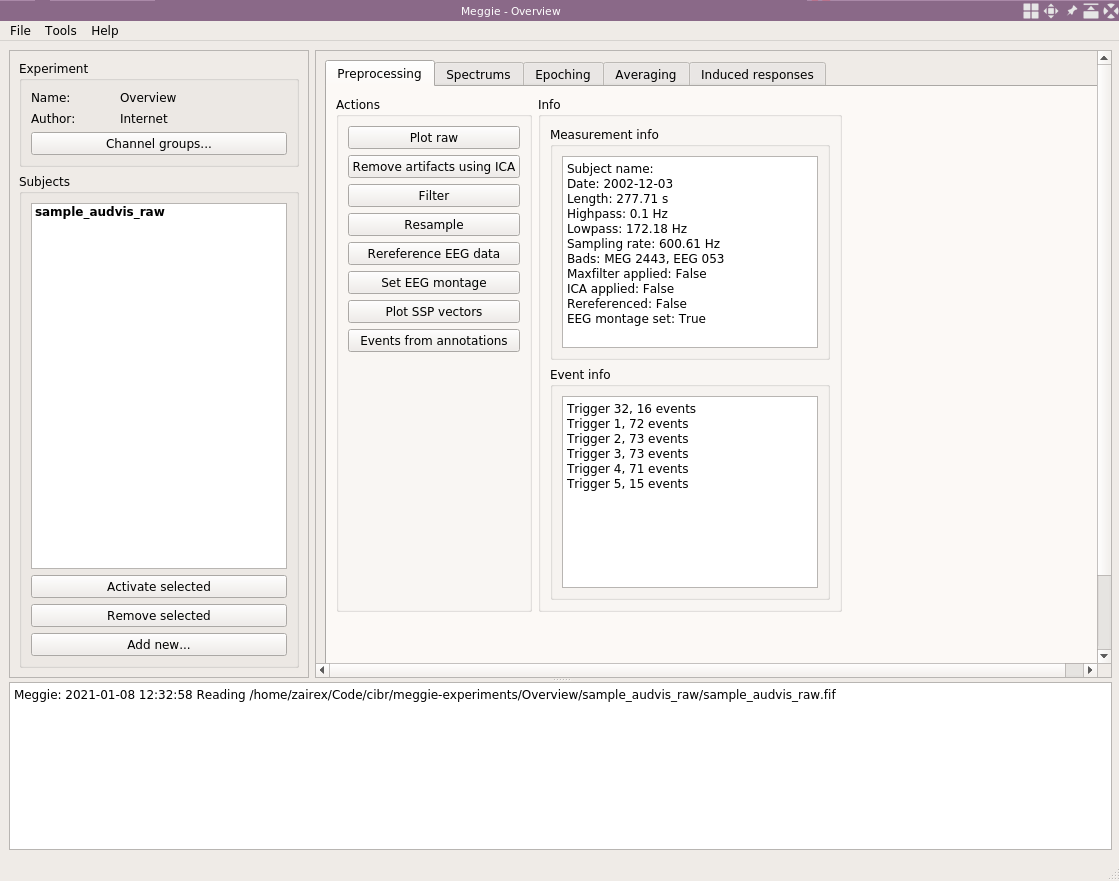 Meggie - Overview
File Tools Help
Experiment
Name: Overview
Author: Internet
Channel groups...
Subjects
sample_audvis_raw
Activate selected
Remove selected
Add new...
Preprocessing Spectrums Epoching Averaging Induced responses
Actions
Plot raw
Remove artifacts using ICA
Filter
Resample
Rereference EEG data
Set EEG montage
Plot SSP vectors
Events from annotations
Info
Measurement info
Subject name:
Date: 2002-12-03
Length: 277.71 s
Highpass: 0.1 Hz
Lowpass: 172.18 Hz
Sampling rate: 600.61 Hz
Bads: MEG 2443, EEG 053
Maxfilter applied: False
ICA applied: False
Rereferenced: False
EEG montage set: True
Event info
Trigger 32, 16 events
Trigger 1, 72 events
Trigger 2, 73 events
Trigger 3, 73 events
Trigger 4, 71 events
Trigger 5, 15 events
Meggie: 2021-01-08 12:32:58 Reading /home/zairex/Code/cibr/meggie-experiments/Overview/sample_audvis_raw/sample_audvis_raw.fif